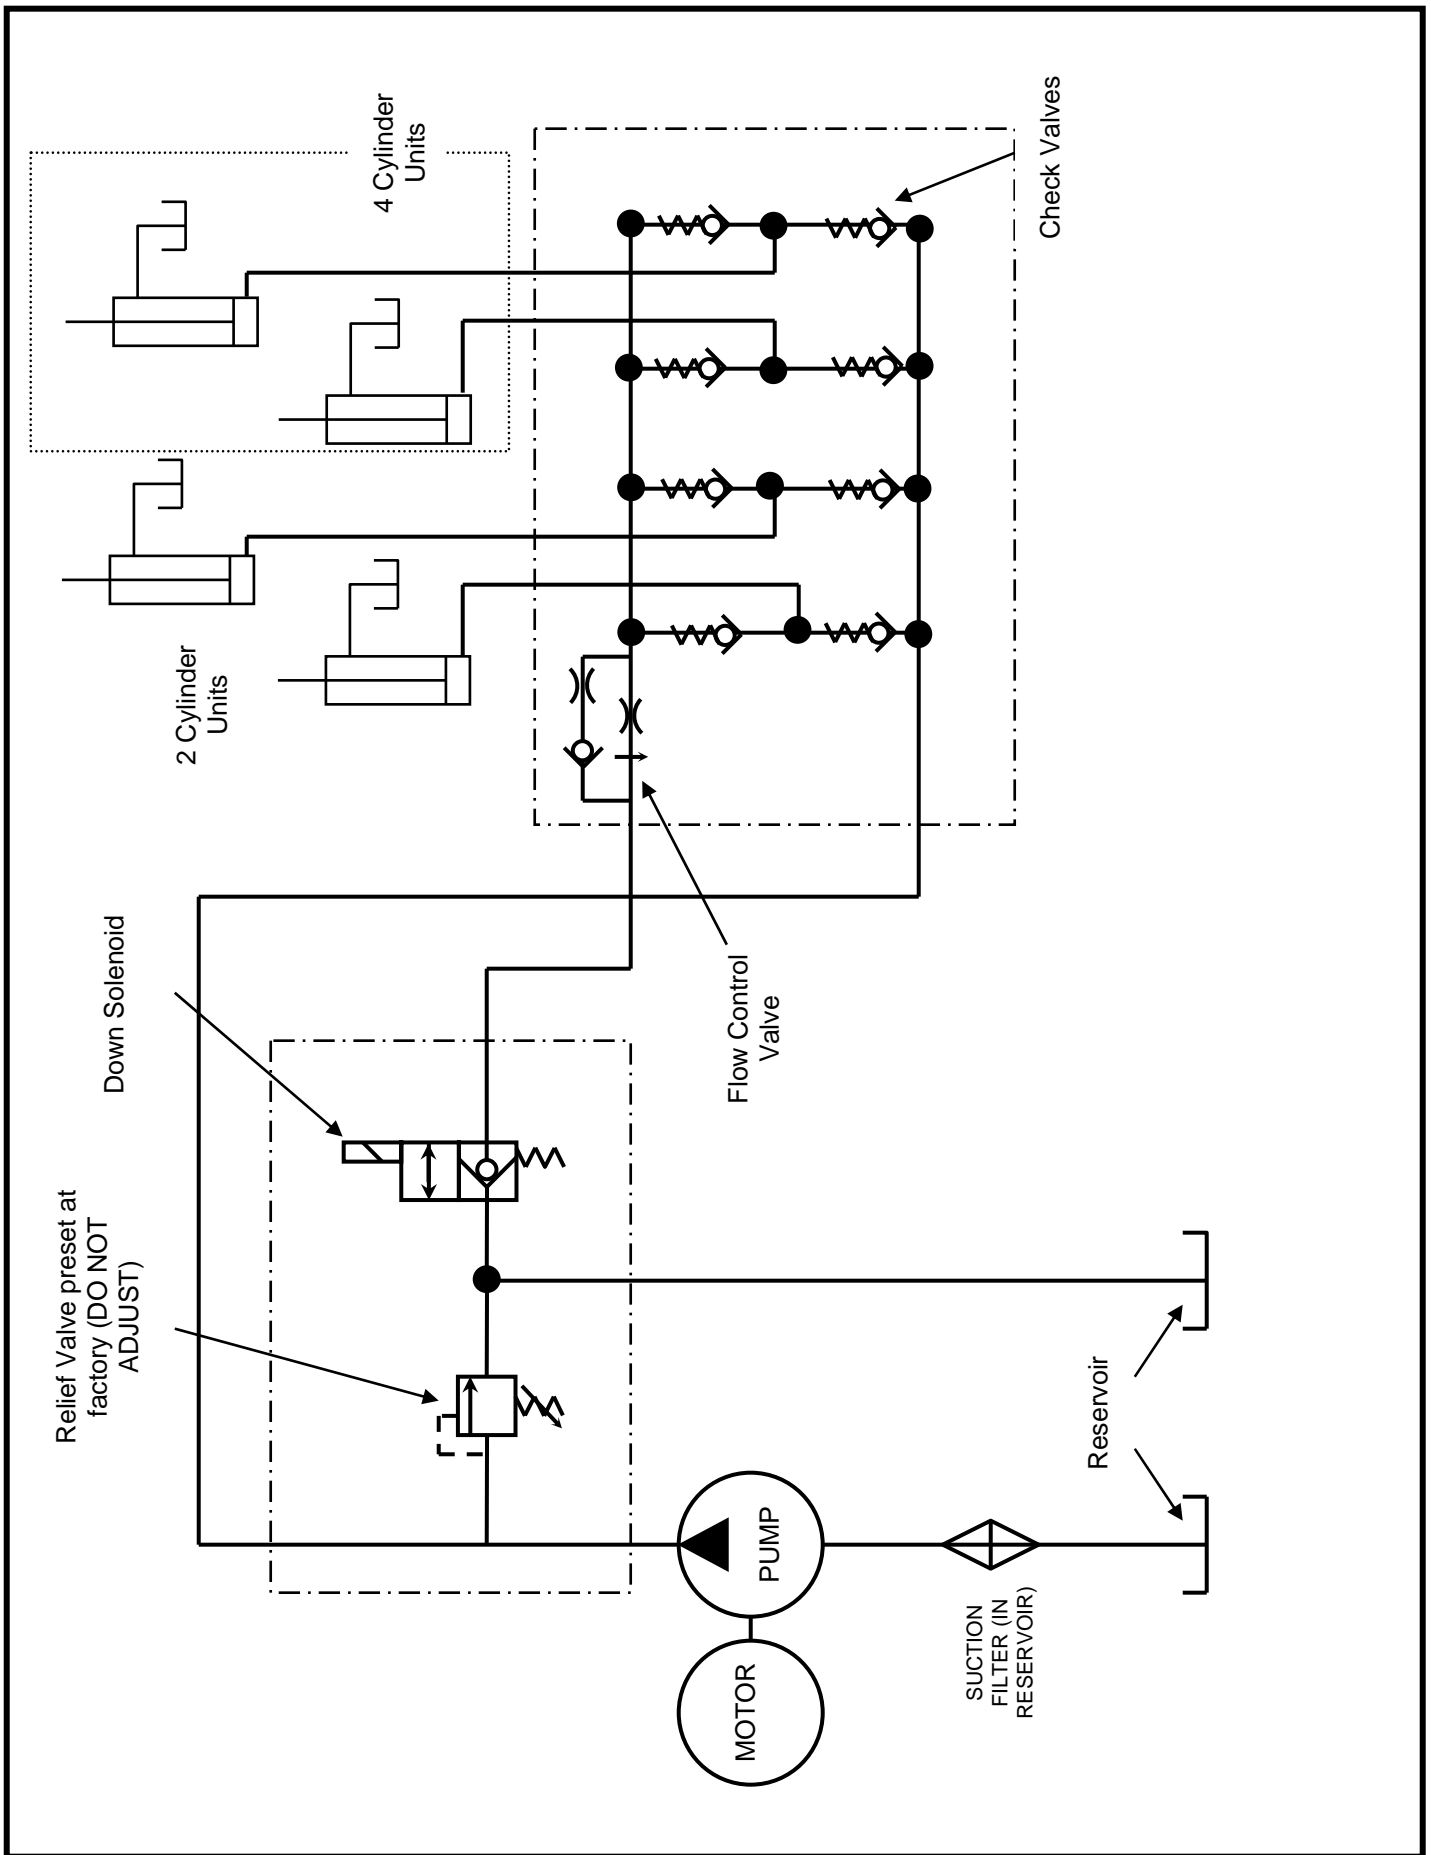 4 Cylinder
Units
2 Cylinder
Units
Check Valves
Down Solenoid
Flow Control
Valve
Relief Valve preset at
factory (DO NOT
ADJUST)
Reservoir
PUMP
MOTOR
SUCTION
FILTER (IN
RESERVOIR)